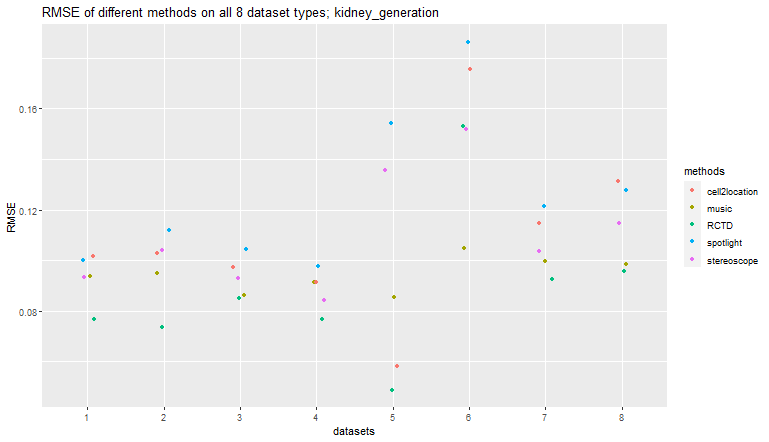 RMSE of different methods on all 8 dataset types; kidney_generation
RMSE
0.16
0.12
0.08
1 2 3 4 5 6 7 8
datasets
methods
cell2location
music
RCTD
spotlight
stereoscope